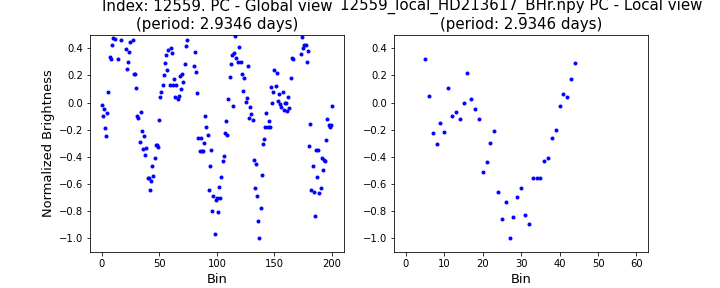 Index: 12559. PC - Global view
(period: 2.9346 days)
12559_local_HD213617_BHr.npy PC - Local view
(period: 2.9346 days)
Normalized Brightness
0.4
0.2
0.0
−0.2
−0.4
−0.6
−0.8
−1.0
0 50 100 150 200
Bin
0.4
0.2
0.0
−0.2
−0.4
−0.6
−0.8
−1.0
0 10 20 30 40 50 60
Bin